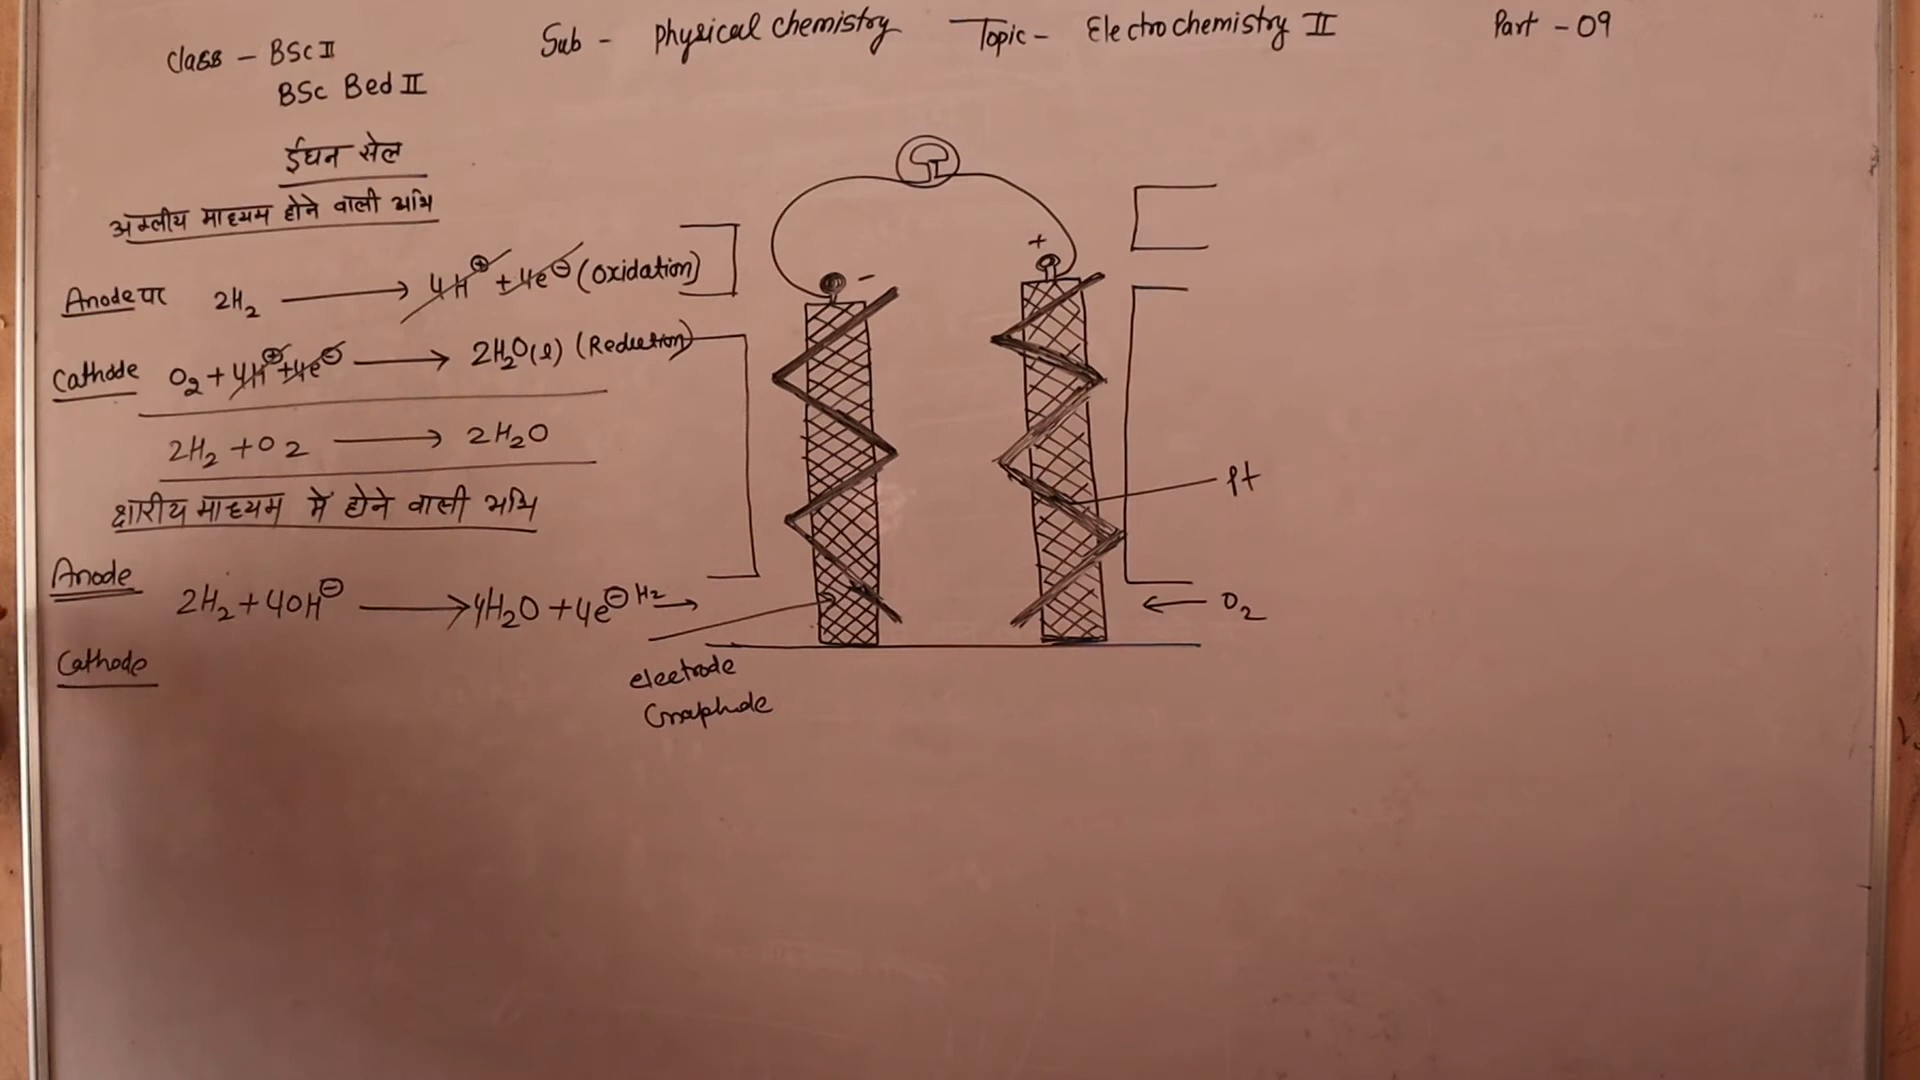 Class - BSc II
BSc Bed II
Sub - Physical chemistry
Topic - Electrochemistry II
Part - 09
ईघन सेल
अम्लीय माध्यम होने वाली अभि
Anode पर 2H₂ ⟶ 4H⊕ + 4e⊖ (Oxidation)
Cathode O₂ + 4H⊕ + 4e⊖ ⟶ 2H₂O(l) (Reduction)
2H₂ + O₂ ⟶ 2H₂O
क्षारीय माध्यम में होने वाली अभि
Anode
2H₂ + 4OH⊖ ⟶ 4H₂O + 4e⊖
Cathode
-
+
Pt
H₂ →
← O₂
electrode
Graphide